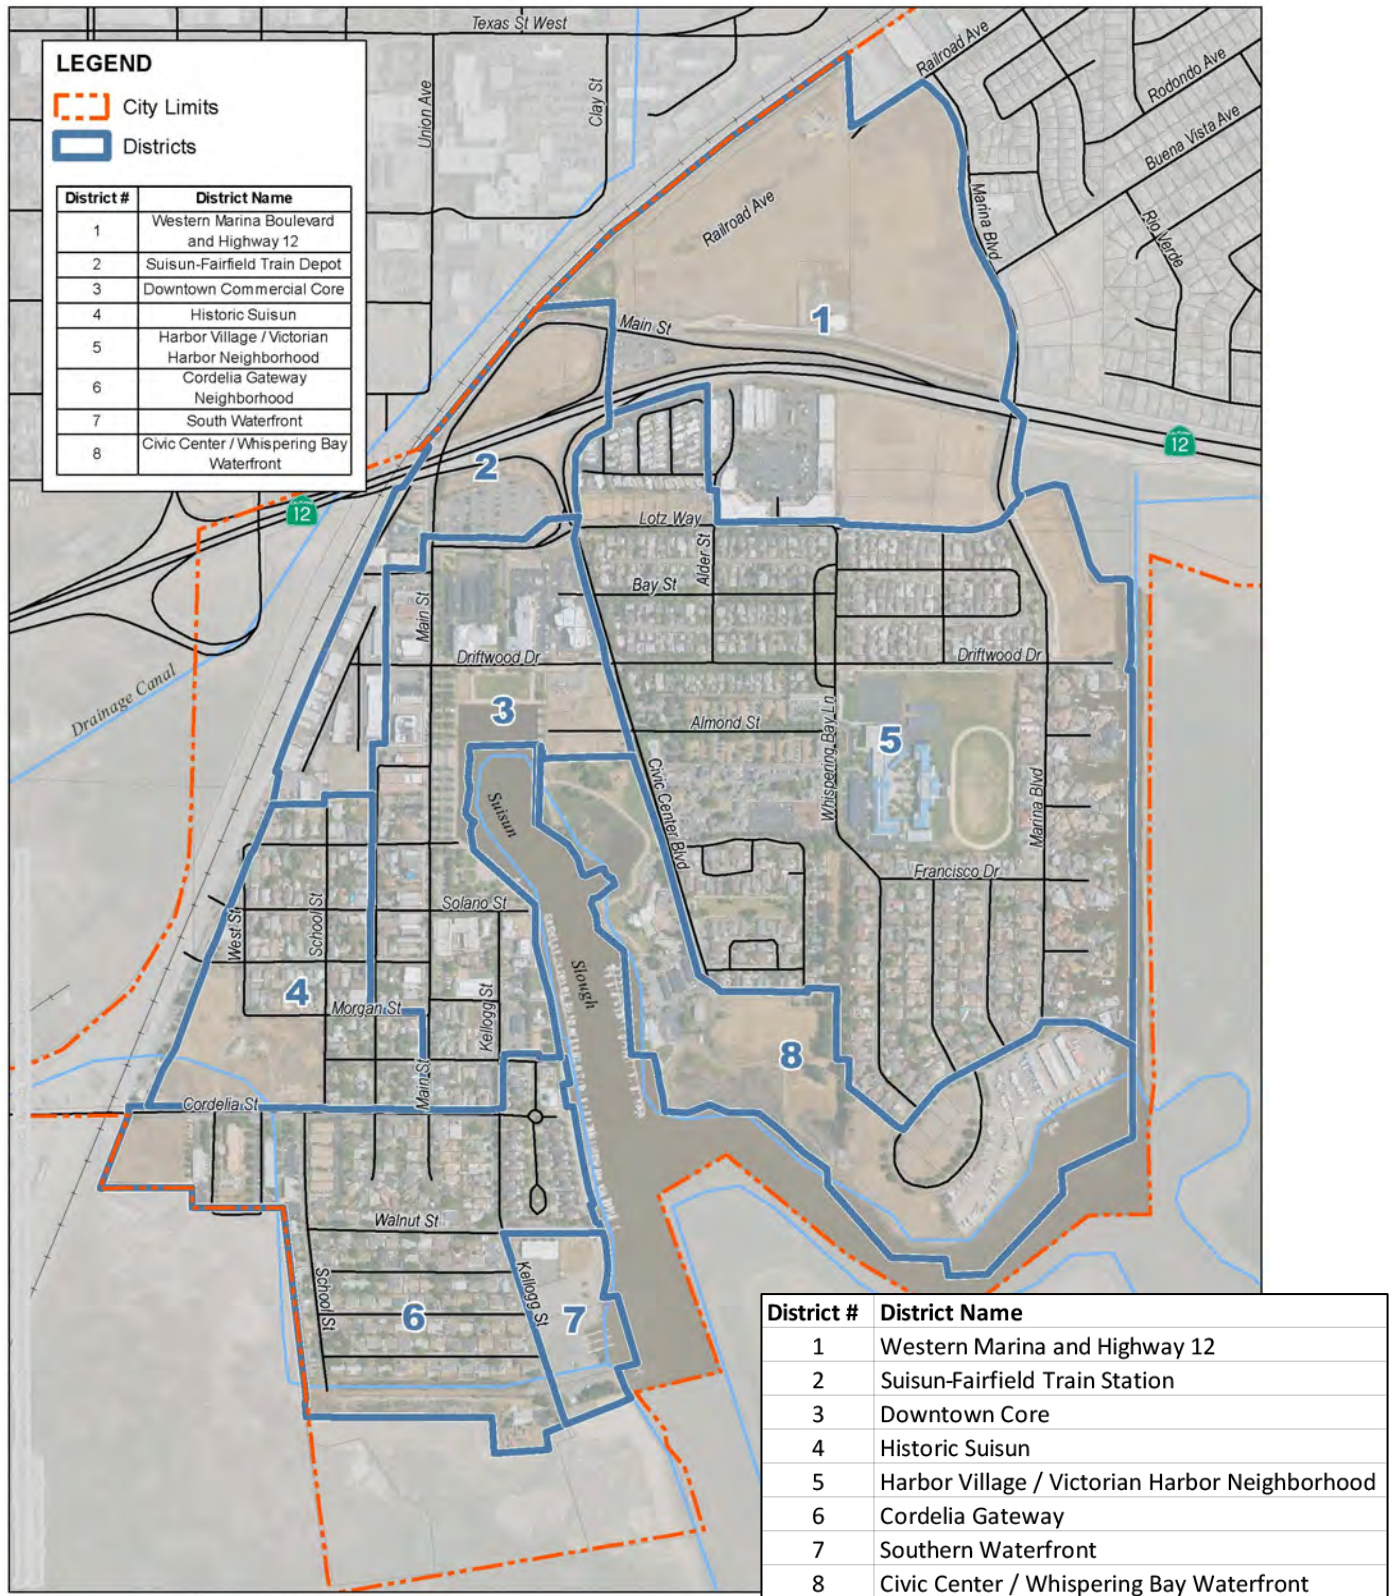 Texas St West
LEGEND
City Limits
Districts
District # District Name
1 Western Marina Boulevard
and Highway 12
2 Suisun-Fairfield Train Depot
3 Downtown Commercial Core
4 Historic Suisun
5 Harbor Village / Victorian
Harbor Neighborhood
6 Cordelia Gateway
Neighborhood
7 South Waterfront
8 Civic Center / Whispering Bay
Waterfront
Union Ave
Clay St
Railroad Ave
Rodondo Ave
Buena Vista Ave
Rio Verde
Marina Blvd
Railroad Ave
Main St
1
12
2
12
Lotz Way
Alder St
Bay St
Main St
Driftwood Dr
Driftwood Dr
Drainage Canal
3
Almond St
Whispering Bay Ln
5
Civic Center Blvd
Marina Blvd
Suisun
Slough
Francisco Dr
Solano St
West St
School St
4
Morgan St
Kellogg St
Main St
8
Cordelia St
Walnut St
School St
6
Kellogg St
7
District # District Name
1 Western Marina and Highway 12
2 Suisun-Fairfield Train Station
3 Downtown Core
4 Historic Suisun
5 Harbor Village / Victorian Harbor Neighborhood
6 Cordelia Gateway
7 Southern Waterfront
8 Civic Center / Whispering Bay Waterfront